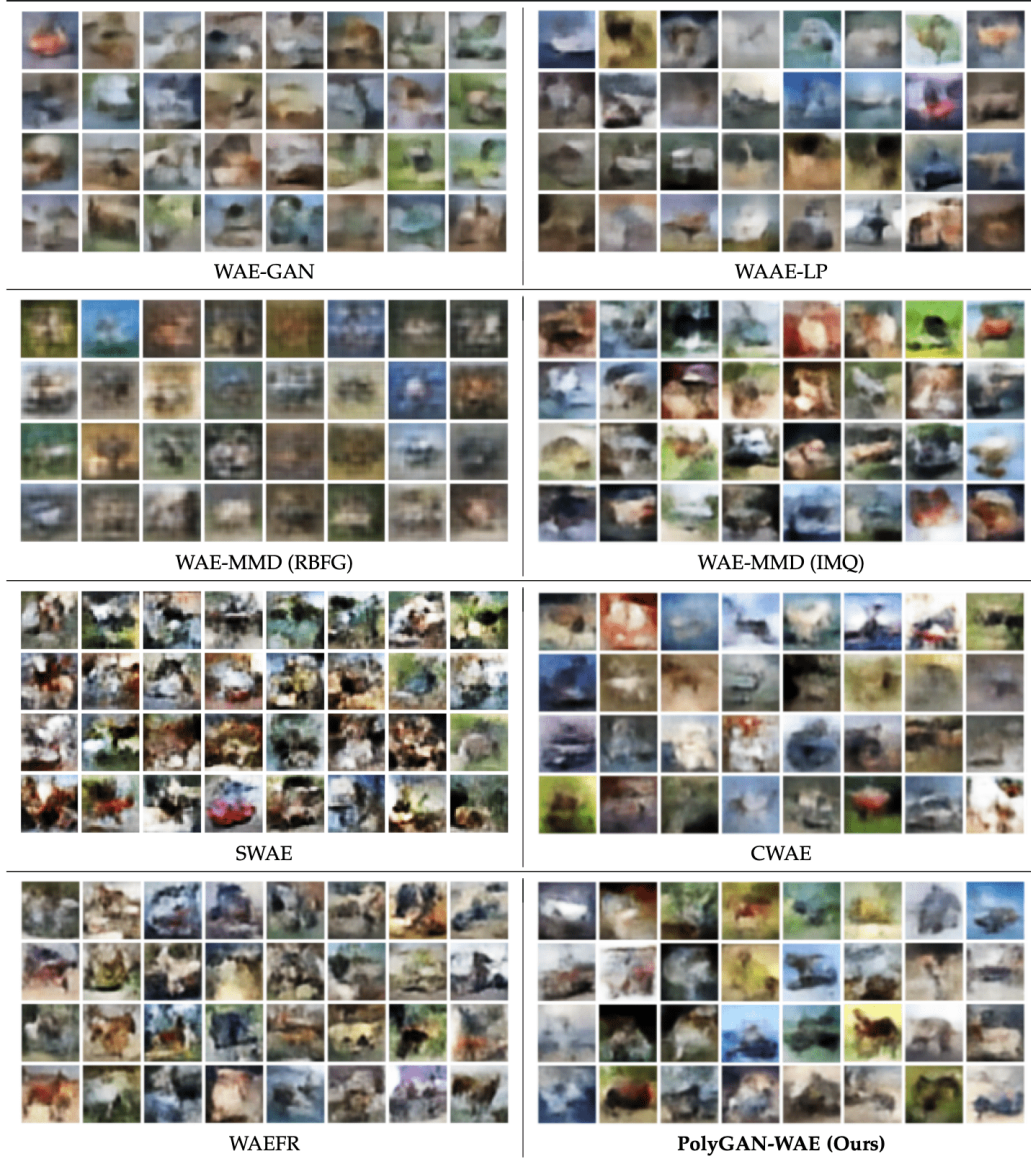 WAE-GAN
WAAE-LP
WAE-MMD (RBFG)
WAE-MMD (IMQ)
SWAE
CWAE
WAEFR
PolyGAN-WAE (Ours)